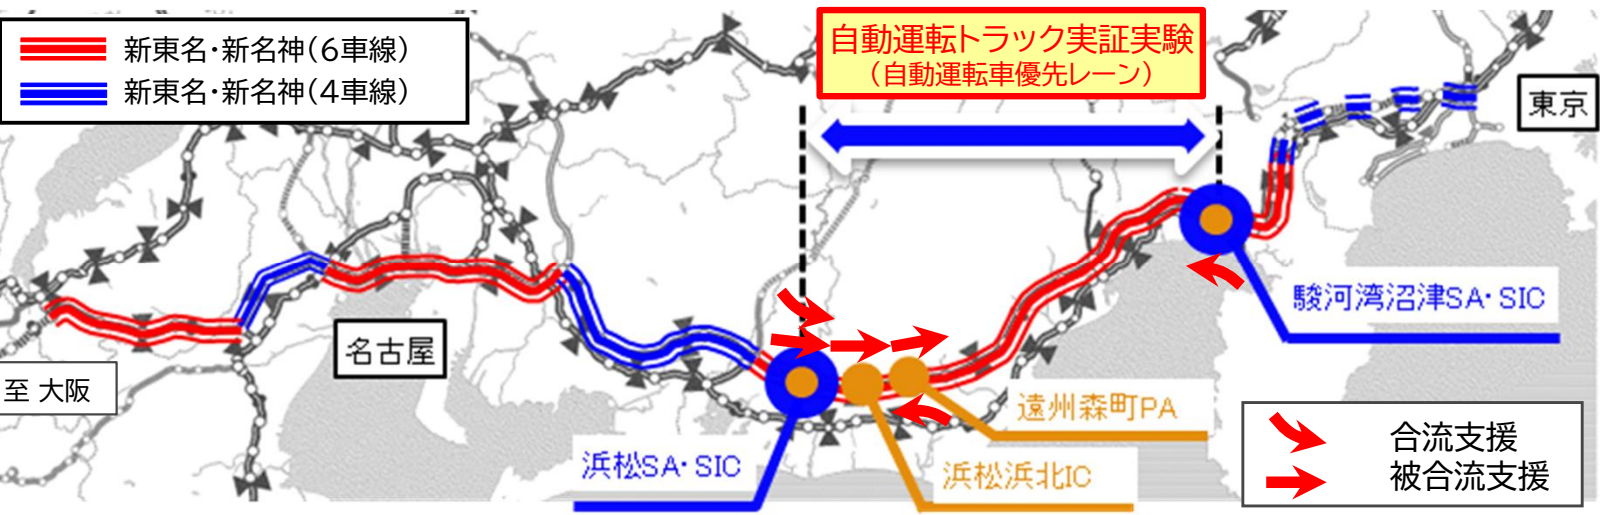 新東名・新名神(6車線)
新東名・新名神(4車線)
自動運転トラック実証実験
(自動運転車優先レーン)
東京
駿河湾沼津SA・SIC
名古屋
至 大阪
遠州森町PA
浜松SA・SIC
浜松浜北IC
合流支援
被合流支援